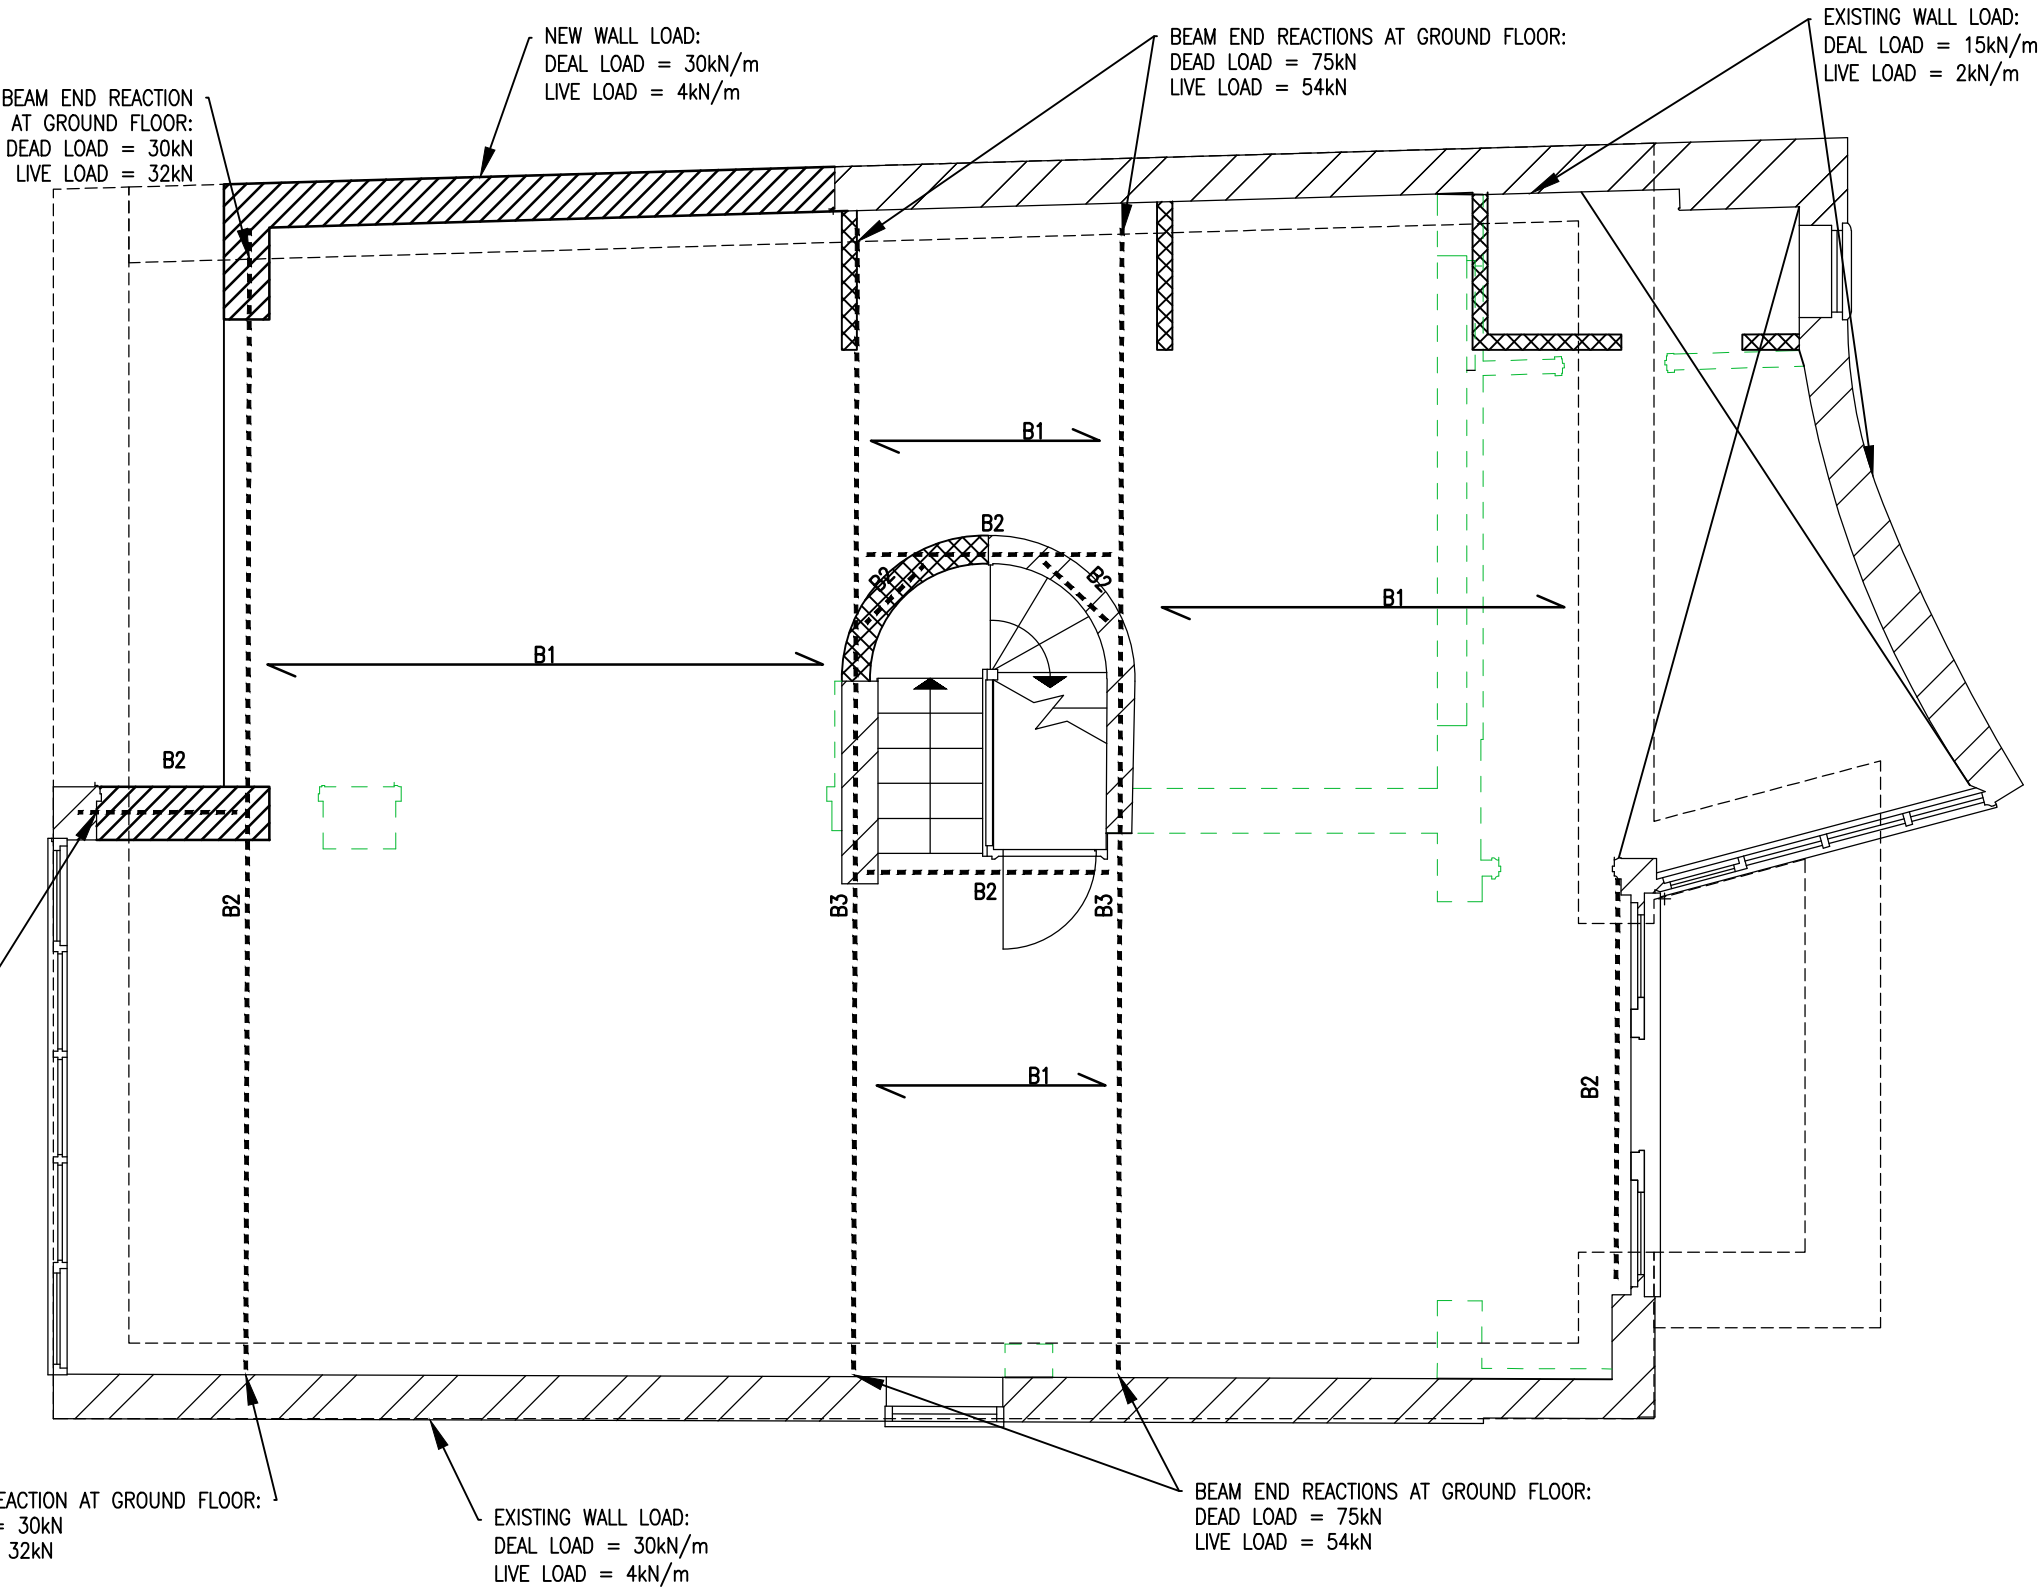 NEW WALL LOAD:
DEAL LOAD = 30kN/m
LIVE LOAD = 4kN/m
BEAM END REACTIONS AT GROUND FLOOR:
DEAD LOAD = 75kN
LIVE LOAD = 54kN
EXISTING WALL LOAD:
DEAL LOAD = 15kN/m
LIVE LOAD = 2kN/m
BEAM END REACTION
AT GROUND FLOOR:
DEAD LOAD = 30kN
LIVE LOAD = 32kN
B1
B2
B2
B2
B1
B1
B2
B2
B3
B2
B3
B1
B2
EACTION AT GROUND FLOOR:
= 30kN
32kN
EXISTING WALL LOAD:
DEAL LOAD = 30kN/m
LIVE LOAD = 4kN/m
BEAM END REACTIONS AT GROUND FLOOR:
DEAD LOAD = 75kN
LIVE LOAD = 54kN